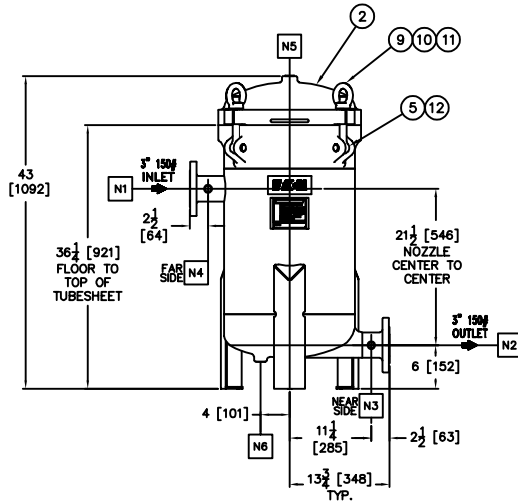 N5
2
9 10 11
5 12
43
[1092]
3" 150#
INLET
N1
2 1/2
[64]
36 1/4 [921]
FLOOR TO
TOP OF
TUBESHEET
FAR
SIDE
N4
21 1/2 [546]
NOZZLE
CENTER TO
CENTER
3" 150#
OUTLET
N2
6 [152]
4 [101]
N6
NEAR
SIDE
N3
11 1/4
[285]
2 1/2 [63]
13 3/4 [348]
TYP.